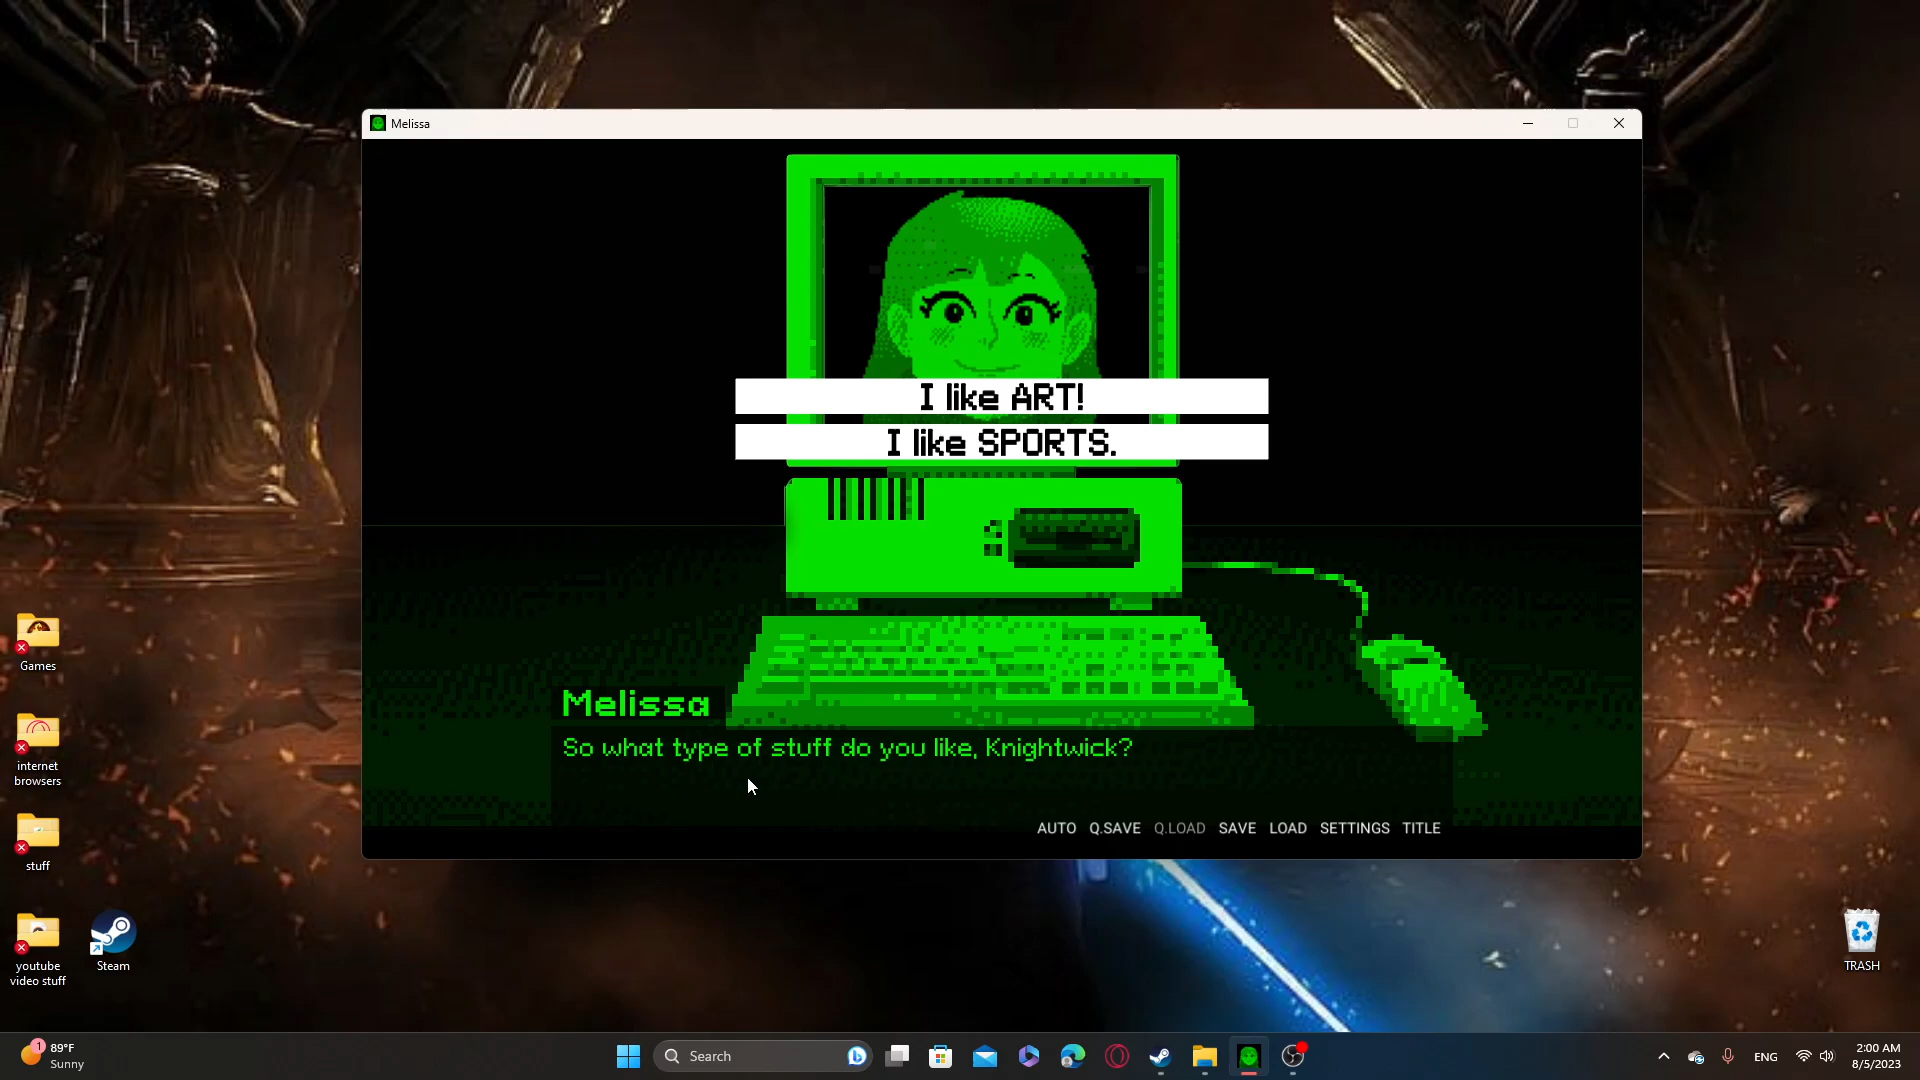 Melissa
I like ART!
I like SPORTS.
Melissa
So what type of stuff do you like, Knightwick?
AUTO Q.SAVE Q.LOAD SAVE LOAD SETTINGS TITLE
Games
internet
browsers
stuff
youtube
video stuff
Steam
TRASH
1
89°F
Sunny
Search
ENG
2:00 AM
8/5/2023